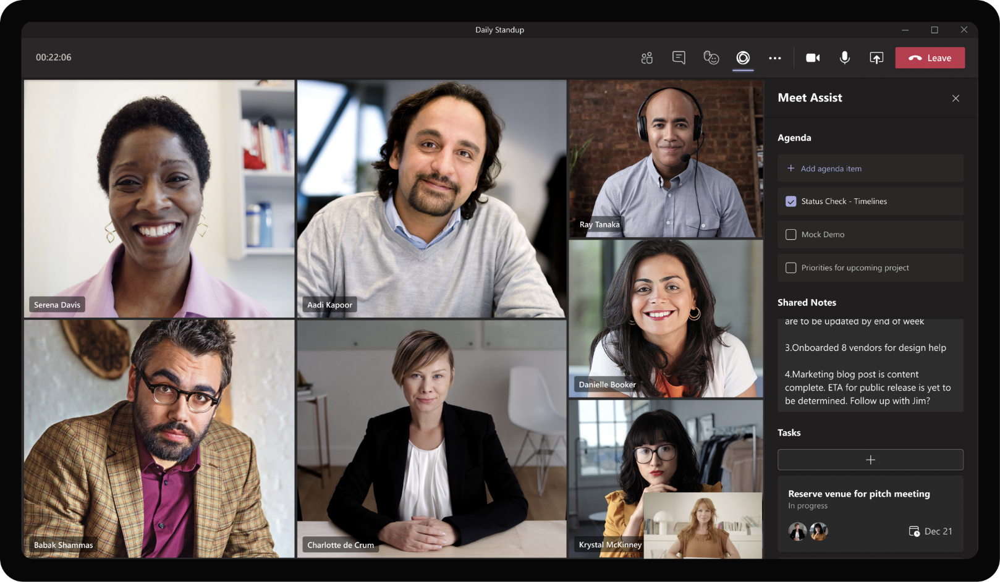 Daily Standup
00:22:06
Leave
Serena Davis
Aadi Kapoor
Ray Tanaka
Danielle Booker
Babak Shammas
Charlotte de Crum
Krystal McKinney
Meet Assist
Agenda
Add agenda item
Status Check - Timelines
Mock Demo
Priorities for upcoming project
Shared Notes
are to be updated by end of week
3.Onboarded 8 vendors for design help
4.Marketing blog post is content
complete. ETA for public release is yet to
be determined. Follow up with Jim?
Tasks
Reserve venue for pitch meeting
In progress
Dec 21